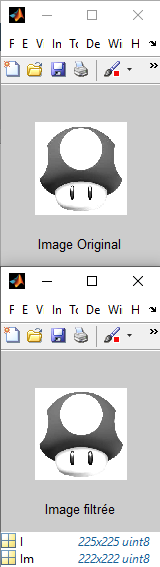 F E V In To De Wi H
Image Original
F E V In To De Wi H
Image filtrée
I 225x225 uint8
Im 222x222 uint8